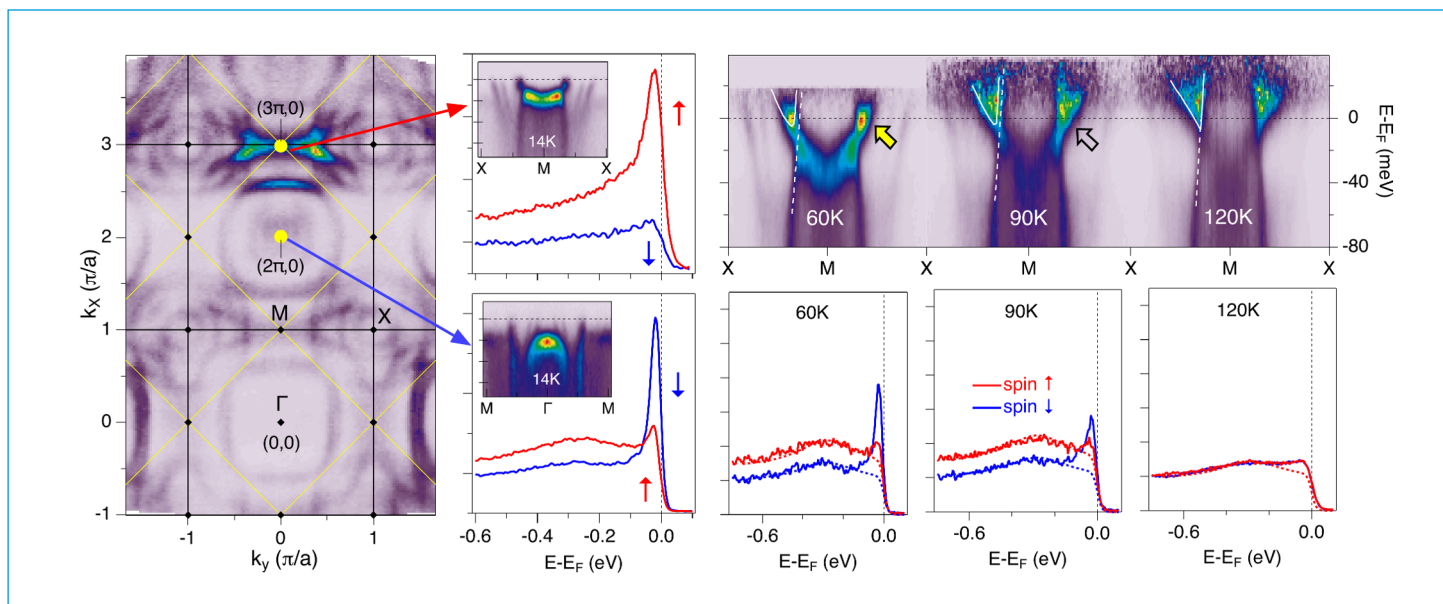 (3π,0)
(2π,0)
M
X
Γ
(0,0)
3
2
1
0
-1
k_X (π/a)
-1
0
1
k_y (π/a)
14K
X
M
X
↑
↓
14K
M
Γ
M
↓
↑
-0.6
-0.4
-0.2
0.0
E-E_F (eV)
60K
90K
120K
0
-40
-80
E-E_F (meV)
X
M
X
M
X
M
X
60K
-0.6
0.0
E-E_F (eV)
90K
spin ↑
spin ↓
-0.6
0.0
E-E_F (eV)
120K
-0.6
0.0
E-E_F (eV)